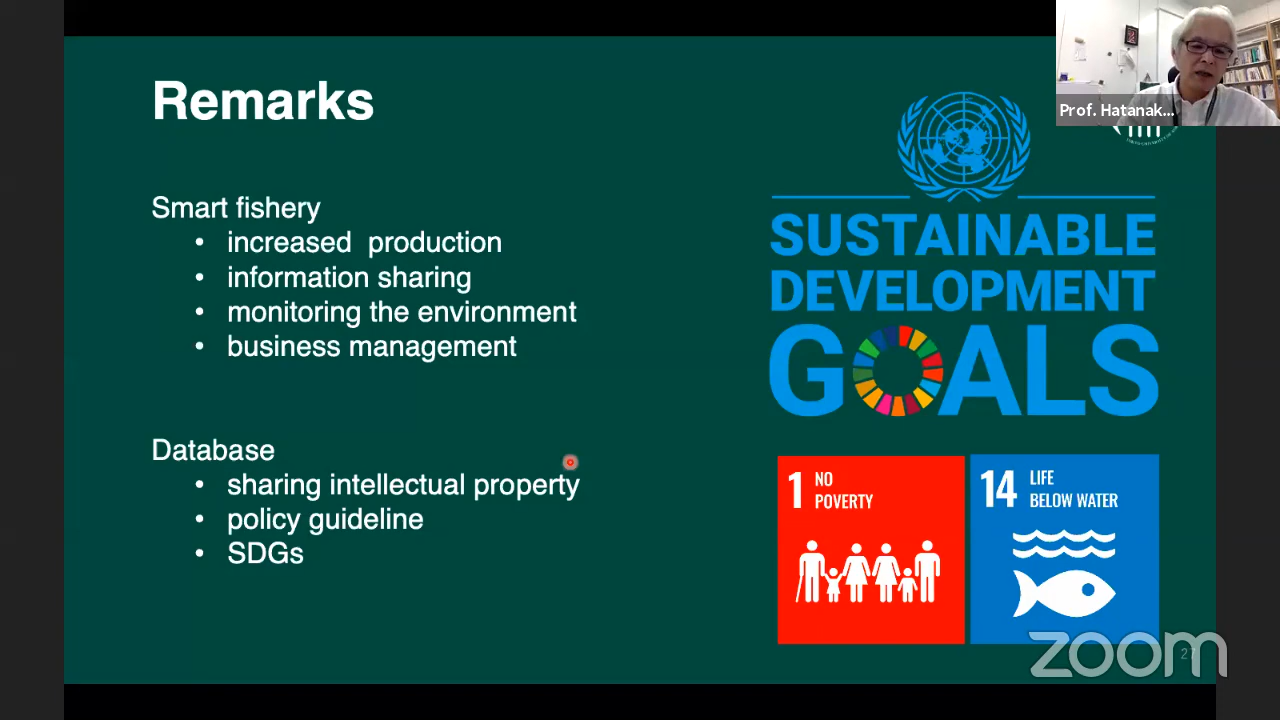 Remarks
Prof. Hatanak...
Smart fishery
• increased production
• information sharing
• monitoring the environment
• business management
Database
• sharing intellectual property
• policy guideline
• SDGs
SUSTAINABLE
DEVELOPMENT
GOALS
1 NO
POVERTY
14 LIFE
BELOW WATER
27
zoom